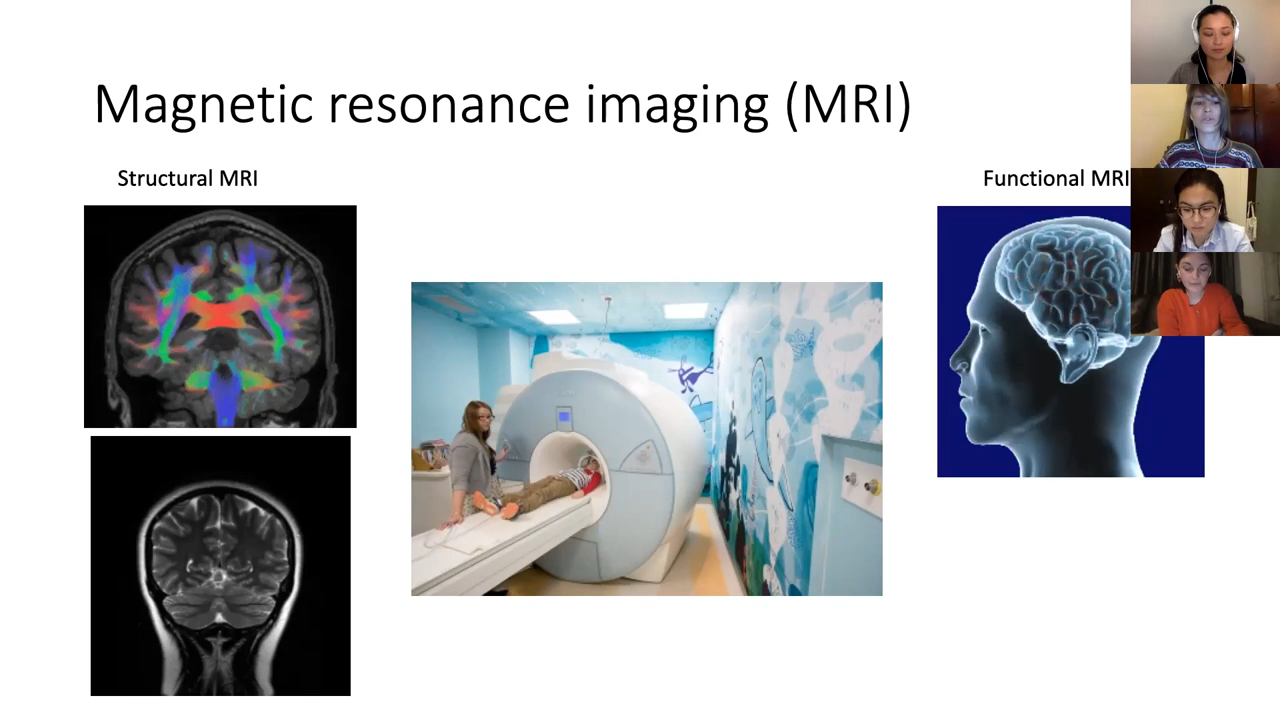 Magnetic resonance imaging (MRI)
Structural MRI
Functional MRI